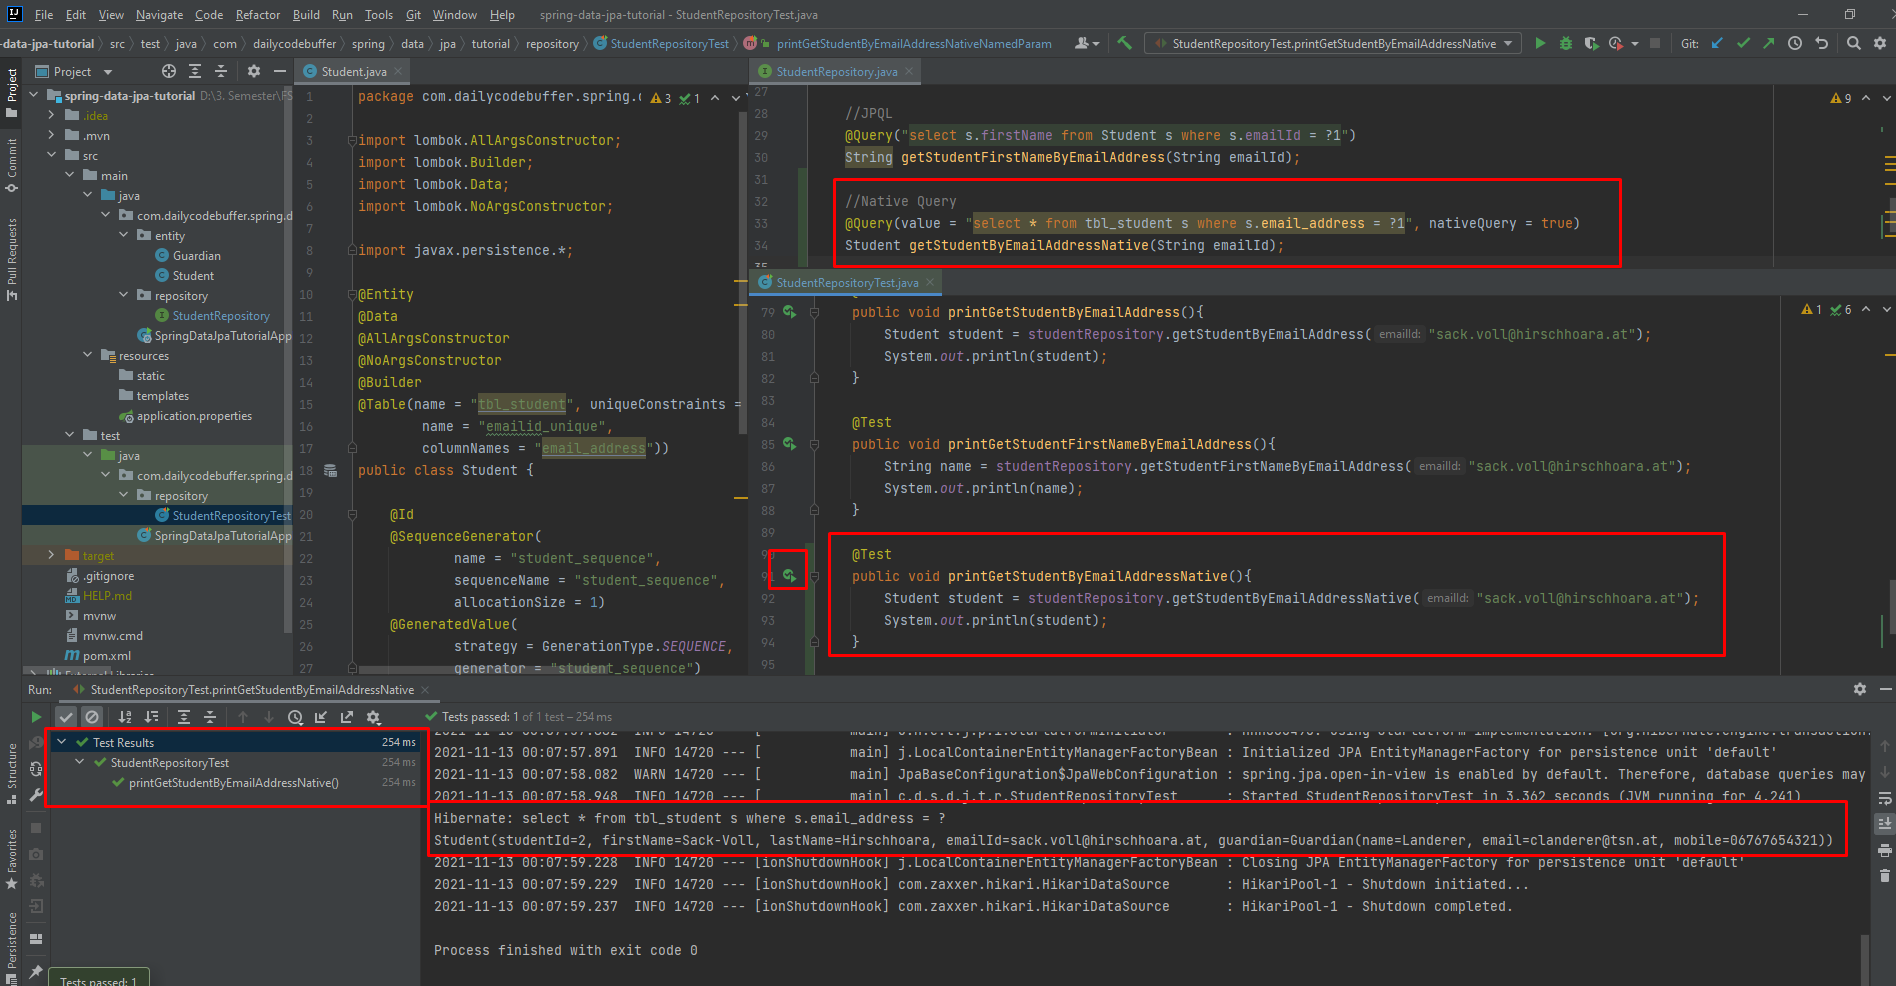 File Edit View Navigate Code Refactor Build Run Tools Git Window Help spring-data-jpa-tutorial - StudentRepositoryTest.java
-data-jpa-tutorial src test java com dailycodebuffer spring data jpa tutorial repository StudentRepositoryTest printGetStudentByEmailAddressNativeNamedParam StudentRepositoryTest.printGetStudentByEmailAddressNative Git:
Project
Commit
Pull Requests
Structure
Favorites
Persistence
Project
spring-data-jpa-tutorial D:\3. Semester\FS
.idea
.mvn
src
main
java
com.dailycodebuffer.spring.d
entity
Guardian
Student
repository
StudentRepository
SpringDataJpaTutorialApp
resources
static
templates
application.properties
test
java
com.dailycodebuffer.spring.d
repository
StudentRepositoryTest
SpringDataJpaTutorialApp
target
.gitignore
HELP.md
mvnw
mvnw.cmd
pom.xml
External Libraries
Student.java
3 1
1 package com.dailycodebuffer.spring.
2
3 import lombok.AllArgsConstructor;
4 import lombok.Builder;
5 import lombok.Data;
6 import lombok.NoArgsConstructor;
7
8 import javax.persistence.*;
9
10 @Entity
11 @Data
12 @AllArgsConstructor
13 @NoArgsConstructor
14 @Builder
15 @Table(name = "tbl_student", uniqueConstraints =
16 name = "emailid_unique",
17 columnNames = "email_address"))
18 public class Student {
19
20 @Id
21 @SequenceGenerator(
22 name = "student_sequence",
23 sequenceName = "student_sequence",
24 allocationSize = 1)
25 @GeneratedValue(
26 strategy = GenerationType.SEQUENCE,
27 generator = "student_sequence")
StudentRepository.java
9
27
28 //JPQL
29 @Query("select s.firstName from Student s where s.emailId = ?1")
30 String getStudentFirstNameByEmailAddress(String emailId);
31
32 //Native Query
33 @Query(value = "select * from tbl_student s where s.email_address = ?1", nativeQuery = true)
34 Student getStudentByEmailAddressNative(String emailId);
35
StudentRepositoryTest.java
1 6
79 public void printGetStudentByEmailAddress(){
80 Student student = studentRepository.getStudentByEmailAddress( emailId: "sack.voll@hirschhoara.at");
81 System.out.println(student);
82 }
83
84 @Test
85 public void printGetStudentFirstNameByEmailAddress(){
86 String name = studentRepository.getStudentFirstNameByEmailAddress( emailId: "sack.voll@hirschhoara.at");
87 System.out.println(name);
88 }
89
90 @Test
91 public void printGetStudentByEmailAddressNative(){
92 Student student = studentRepository.getStudentByEmailAddressNative( emailId: "sack.voll@hirschhoara.at");
93 System.out.println(student);
94 }
95
Run: StudentRepositoryTest.printGetStudentByEmailAddressNative
Tests passed: 1 of 1 test – 254 ms
Test Results 254 ms
StudentRepositoryTest 254 ms
printGetStudentByEmailAddressNative() 254 ms
2021-11-13 00:07:57.891 INFO 14720 --- [ main] j.LocalContainerEntityManagerFactoryBean : Initialized JPA EntityManagerFactory for persistence unit 'default'
2021-11-13 00:07:58.082 WARN 14720 --- [ main] JpaBaseConfiguration$JpaWebConfiguration : spring.jpa.open-in-view is enabled by default. Therefore, database queries may
2021-11-13 00:07:58.948 INFO 14720 --- [ main] c.d.s.d.j.t.r.StudentRepositoryTest : Started StudentRepositoryTest in 3.362 seconds (JVM running for 4.241)
Hibernate: select * from tbl_student s where s.email_address = ?
Student(studentId=2, firstName=Sack-Voll, lastName=Hirschhoara, emailId=sack.voll@hirschhoara.at, guardian=Guardian(name=Landerer, email=clanderer@tsn.at, mobile=06767654321))
2021-11-13 00:07:59.228 INFO 14720 --- [ionShutdownHook] j.LocalContainerEntityManagerFactoryBean : Closing JPA EntityManagerFactory for persistence unit 'default'
2021-11-13 00:07:59.229 INFO 14720 --- [ionShutdownHook] com.zaxxer.hikari.HikariDataSource : HikariPool-1 - Shutdown initiated...
2021-11-13 00:07:59.237 INFO 14720 --- [ionShutdownHook] com.zaxxer.hikari.HikariDataSource : HikariPool-1 - Shutdown completed.
Process finished with exit code 0
Tests passed: 1